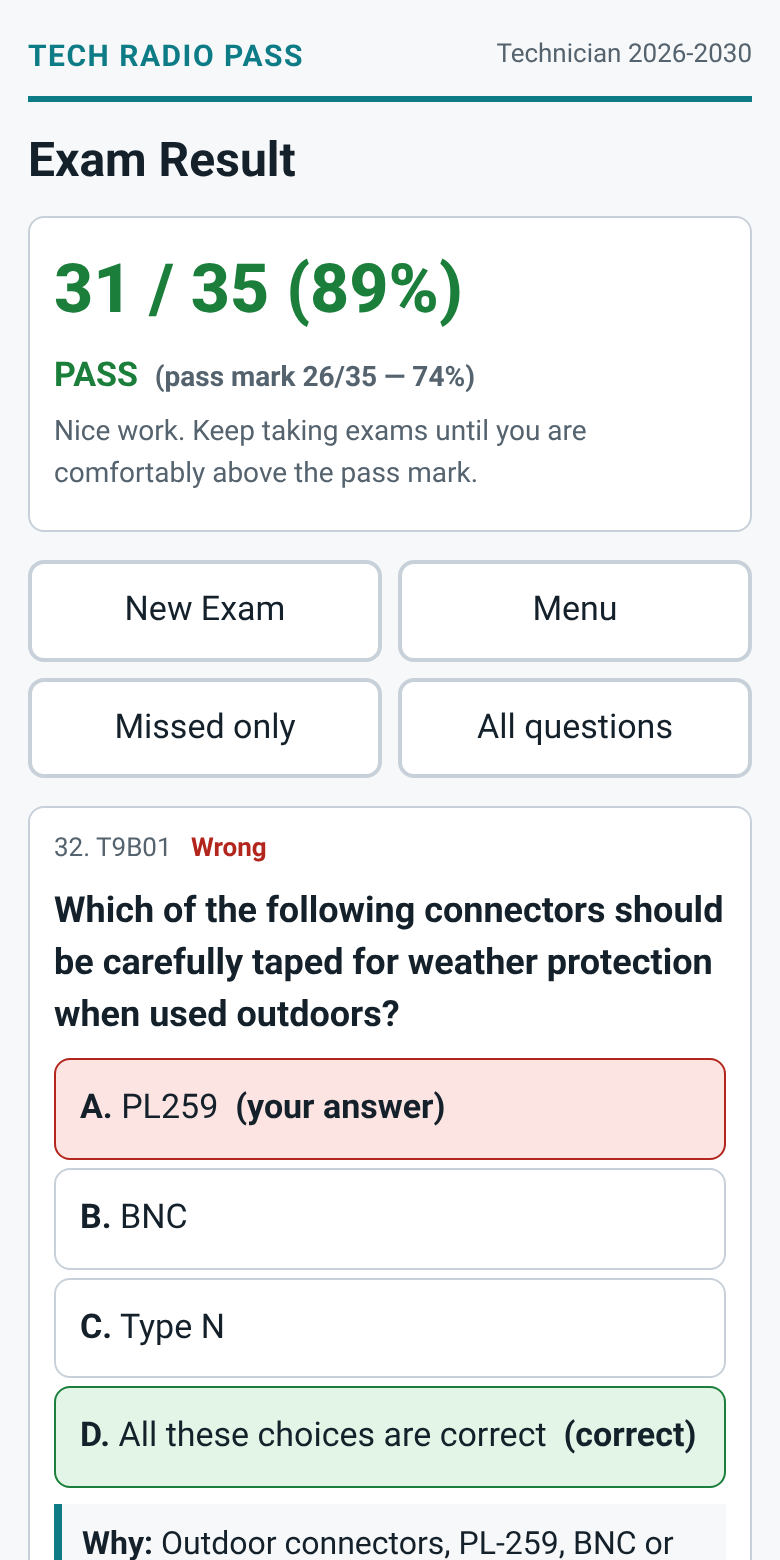 TECH RADIO PASS
Technician 2026-2030
Exam Result
31 / 35 (89%)
PASS (pass mark 26/35 — 74%)
Nice work. Keep taking exams until you are
comfortably above the pass mark.
New Exam
Menu
Missed only
All questions
32. T9B01 Wrong
Which of the following connectors should
be carefully taped for weather protection
when used outdoors?
A. PL259 (your answer)
B. BNC
C. Type N
D. All these choices are correct (correct)
Why: Outdoor connectors, PL-259, BNC or